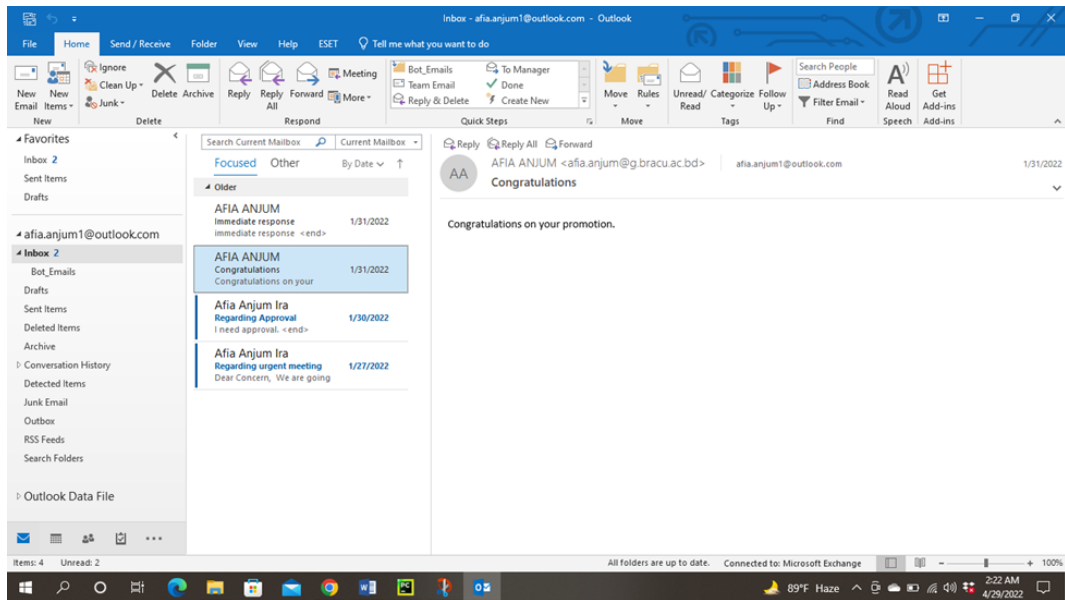 Inbox - afia.anjum1@outlook.com - Outlook
File Home Send / Receive Folder View Help ESET Tell me what you want to do
New Email
New Items
Ignore
Clean Up
Junk
Delete
Archive
Reply
Reply All
Forward
Meeting
More
Bot_Emails
Team Email
Reply & Delete
To Manager
Done
Create New
Move
Rules
Unread/ Read
Categorize
Follow Up
Search People
Address Book
Filter Email
Read Aloud
Get Add-ins
New Delete Respond Quick Steps Move Tags Find Speech Add-ins
Favorites
Inbox 2
Sent Items
Drafts
afia.anjum1@outlook.com
Inbox 2
Bot_Emails
Drafts
Sent Items
Deleted Items
Archive
Conversation History
Detected Items
Junk Email
Outbox
RSS Feeds
Search Folders
Outlook Data File
Search Current Mailbox Current Mailbox
Focused Other By Date
Older
AFIA ANJUM
Immediate response 1/31/2022
immediate response <end>
AFIA ANJUM
Congratulations 1/31/2022
Congratulations on your
Afia Anjum Ira
Regarding Approval 1/30/2022
I need approval. <end>
Afia Anjum Ira
Regarding urgent meeting 1/27/2022
Dear Concern, We are going
Reply Reply All Forward
AA
AFIA ANJUM <afia.anjum@g.bracu.ac.bd> afia.anjum1@outlook.com 1/31/2022
Congratulations
Congratulations on your promotion.
Items: 4 Unread: 2 All folders are up to date. Connected to: Microsoft Exchange 100%
89°F Haze
2:22 AM
4/29/2022